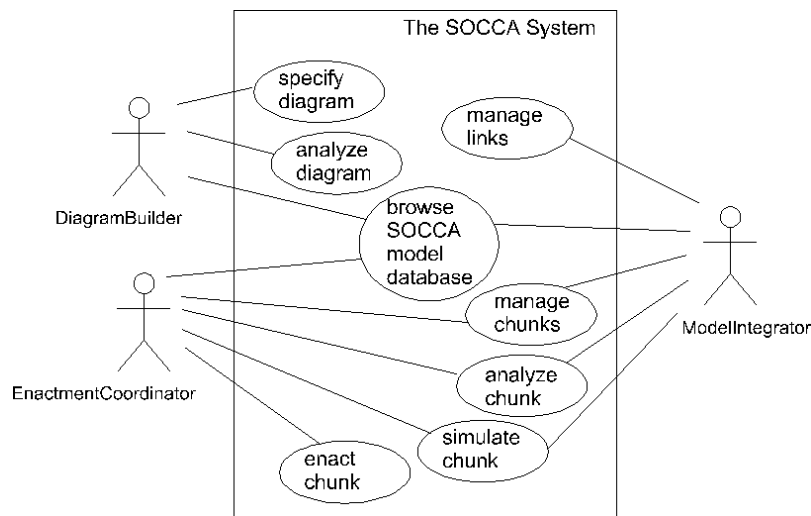 The SOCCA System
specify
diagram
manage
links
analyze
diagram
DiagramBuilder
browse
SOCCA
model
database
manage
chunks
ModelIntegrator
EnactmentCoordinator
analyze
chunk
simulate
chunk
enact
chunk